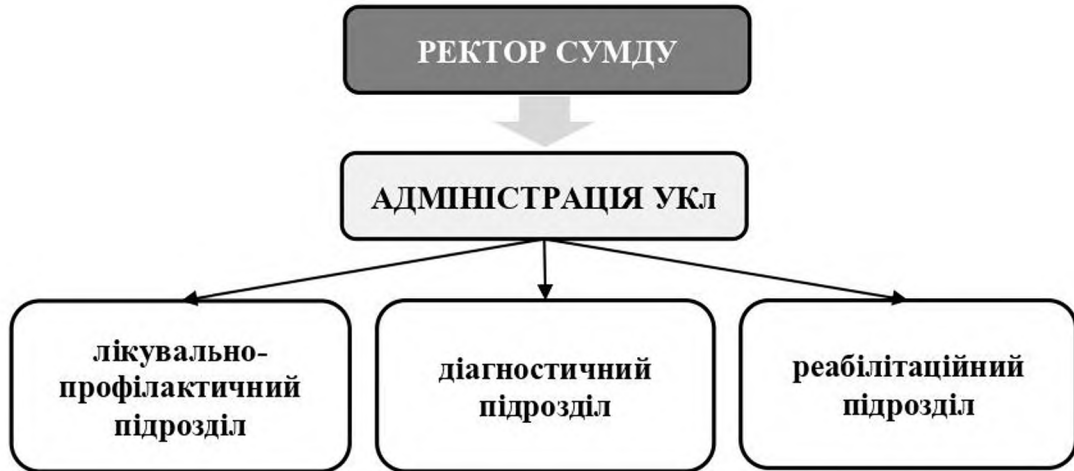 РЕКТОР СУМДУ
АДМІНІСТРАЦІЯ УКл
лікувально-
профілактичний
підрозділ
діагностичний
підрозділ
реабілітаційний
підрозділ